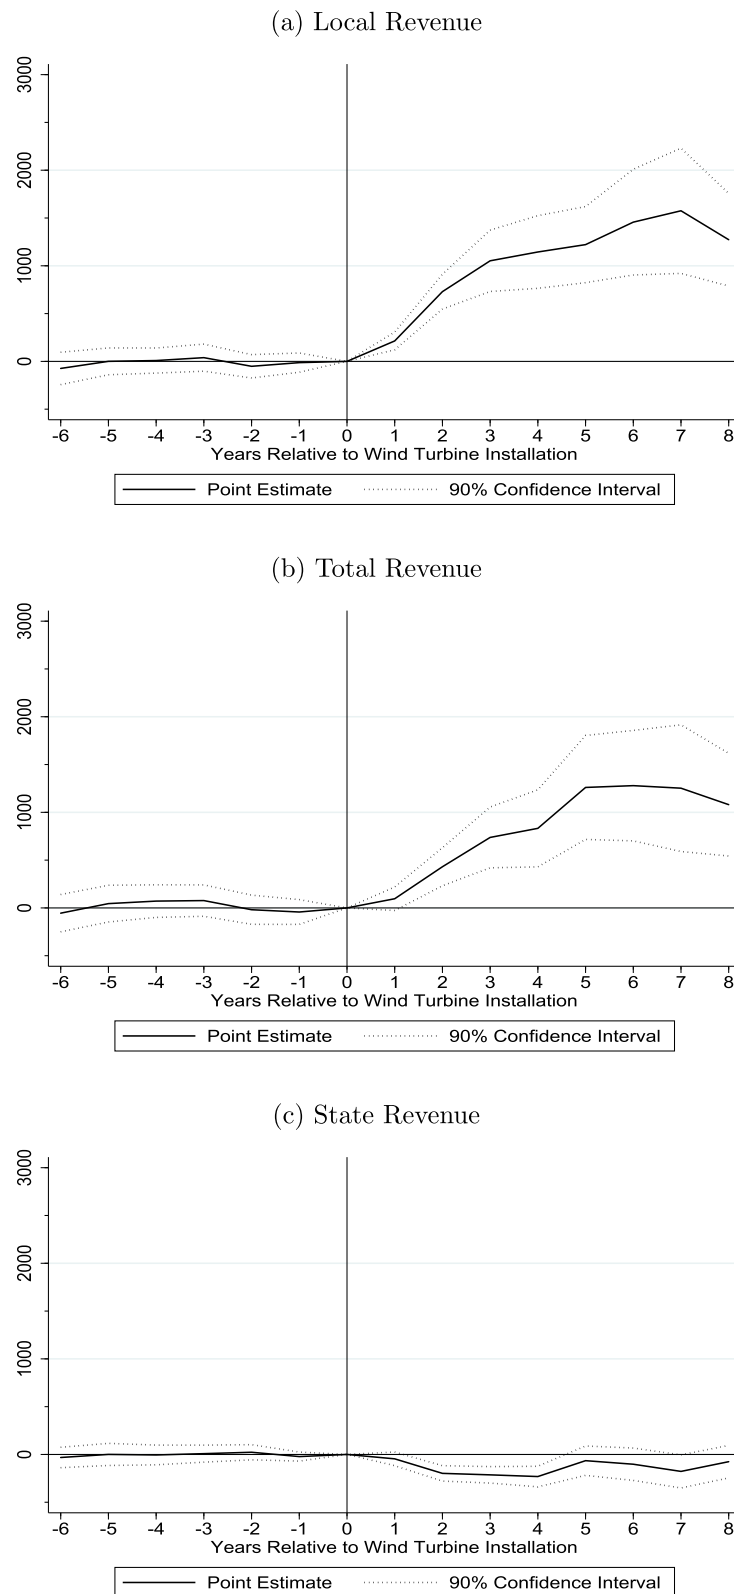 (a) Local Revenue
3000
2000
1000
0
-6 -5 -4 -3 -2 -1 0 1 2 3 4 5 6 7 8
Years Relative to Wind Turbine Installation
Point Estimate 90% Confidence Interval
(b) Total Revenue
3000
2000
1000
0
-6 -5 -4 -3 -2 -1 0 1 2 3 4 5 6 7 8
Years Relative to Wind Turbine Installation
Point Estimate 90% Confidence Interval
(c) State Revenue
3000
2000
1000
0
-6 -5 -4 -3 -2 -1 0 1 2 3 4 5 6 7 8
Years Relative to Wind Turbine Installation
Point Estimate 90% Confidence Interval